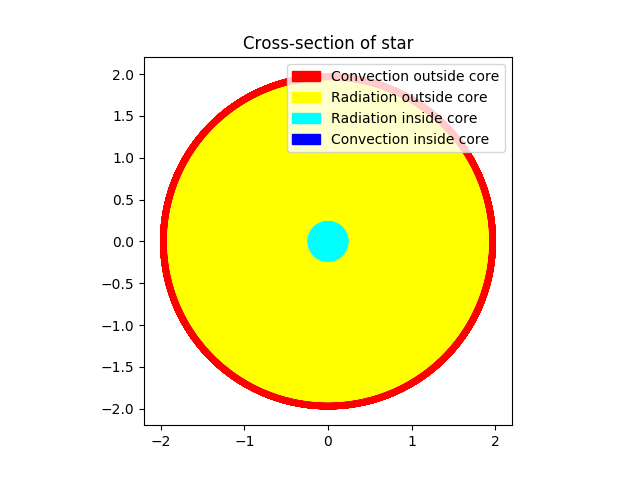 Cross-section of star
Convection outside core
Radiation outside core
Radiation inside core
Convection inside core
2.0
1.5
1.0
0.5
0.0
−0.5
−1.0
−1.5
−2.0
−2 −1 0 1 2